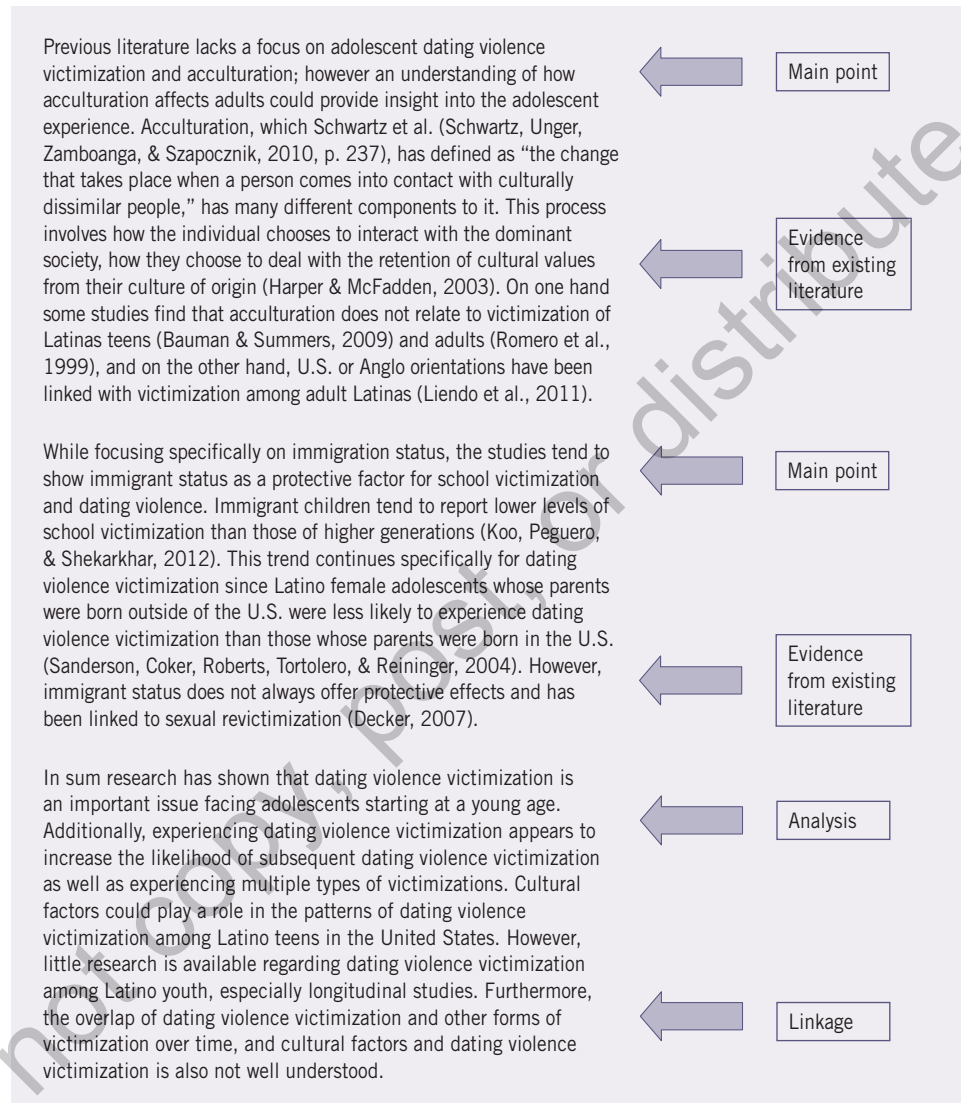 Previous literature lacks a focus on adolescent dating violence
victimization and acculturation; however an understanding of how
acculturation affects adults could provide insight into the adolescent
experience. Acculturation, which Schwartz et al. (Schwartz, Unger,
Zamboanga, & Szapocznik, 2010, p. 237), has defined as “the change
that takes place when a person comes into contact with culturally
dissimilar people,” has many different components to it. This process
involves how the individual chooses to interact with the dominant
society, how they choose to deal with the retention of cultural values
from their culture of origin (Harper & McFadden, 2003). On one hand
some studies find that acculturation does not relate to victimization of
Latinas teens (Bauman & Summers, 2009) and adults (Romero et al.,
1999), and on the other hand, U.S. or Anglo orientations have been
linked with victimization among adult Latinas (Liendo et al., 2011).
Main point
Evidence
from existing
literature
While focusing specifically on immigration status, the studies tend to
show immigrant status as a protective factor for school victimization
and dating violence. Immigrant children tend to report lower levels of
school victimization than those of higher generations (Koo, Peguero,
& Shekarkhar, 2012). This trend continues specifically for dating
violence victimization since Latino female adolescents whose parents
were born outside of the U.S. were less likely to experience dating
violence victimization than those whose parents were born in the U.S.
(Sanderson, Coker, Roberts, Tortolero, & Reininger, 2004). However,
immigrant status does not always offer protective effects and has
been linked to sexual revictimization (Decker, 2007).
Main point
Evidence
from existing
literature
In sum research has shown that dating violence victimization is
an important issue facing adolescents starting at a young age.
Additionally, experiencing dating violence victimization appears to
increase the likelihood of subsequent dating violence victimization
as well as experiencing multiple types of victimizations. Cultural
factors could play a role in the patterns of dating violence
victimization among Latino teens in the United States. However,
little research is available regarding dating violence victimization
among Latino youth, especially longitudinal studies. Furthermore,
the overlap of dating violence victimization and other forms of
victimization over time, and cultural factors and dating violence
victimization is also not well understood.
Analysis
Linkage
not copy, post, or distribute